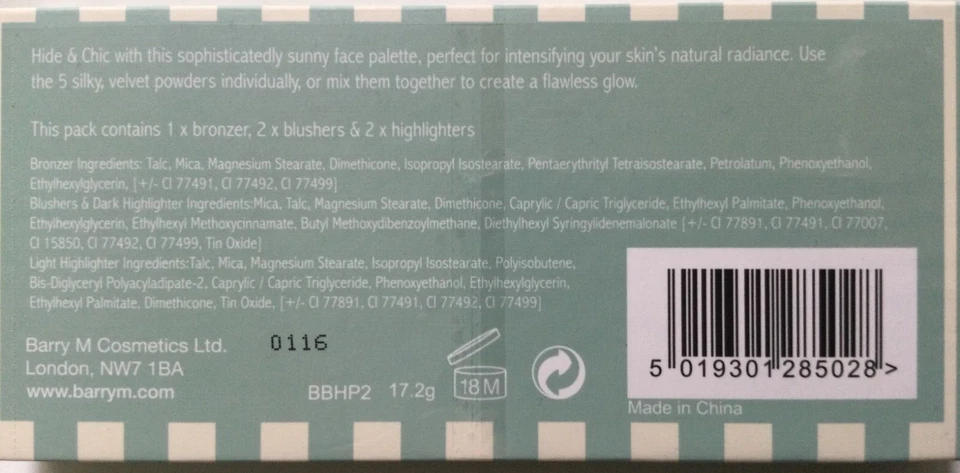 Hide & Chic with this sophisticatedly sunny face palette, perfect for intensifying your skin's natural radiance. Use
the 5 silky, velvet powders individually, or mix them together to create a flawless glow.
This pack contains 1 x bronzer, 2 x blushers & 2 x highlighters
Bronzer Ingredients: Talc, Mica, Magnesium Stearate, Dimethicone, Isopropyl Isostearate, Pentaerythrityl Tetraisostearate, Petrolatum, Phenoxyethanol,
Ethylhexylglycerin, [+/- CI 77491, CI 77492, CI 77499]
Blushers & Dark Highlighter Ingredients:Mica, Talc, Magnesium Stearate, Dimethicone, Caprylic / Capric Triglyceride, Ethylhexyl Palmitate, Phenoxyethanol,
Ethylhexylglycerin, Ethylhexyl Methoxycinnamate, Butyl Methoxydibenzoylmethane, Diethylhexyl Syringylidenemalonate [+/- CI 77891, CI 77491, CI 77007,
CI 15850, CI 77492, CI 77499, Tin Oxide]
Light Highlighter Ingredients:Talc, Mica, Magnesium Stearate, Isopropyl Isostearate, Polyisobutene,
Bis-Diglyceryl Polyacyladipate-2, Caprylic / Capric Triglyceride, Phenoxyethanol, Ethylhexylglycerin,
Ethylhexyl Palmitate, Dimethicone, Tin Oxide, [+/- CI 77891, CI 77491, CI 77492, CI 77499]
Barry M Cosmetics Ltd. 0116
London, NW7 1BA
www.barrym.com BBHP2 17.2g 18M
5 019301 285028 >
Made in China